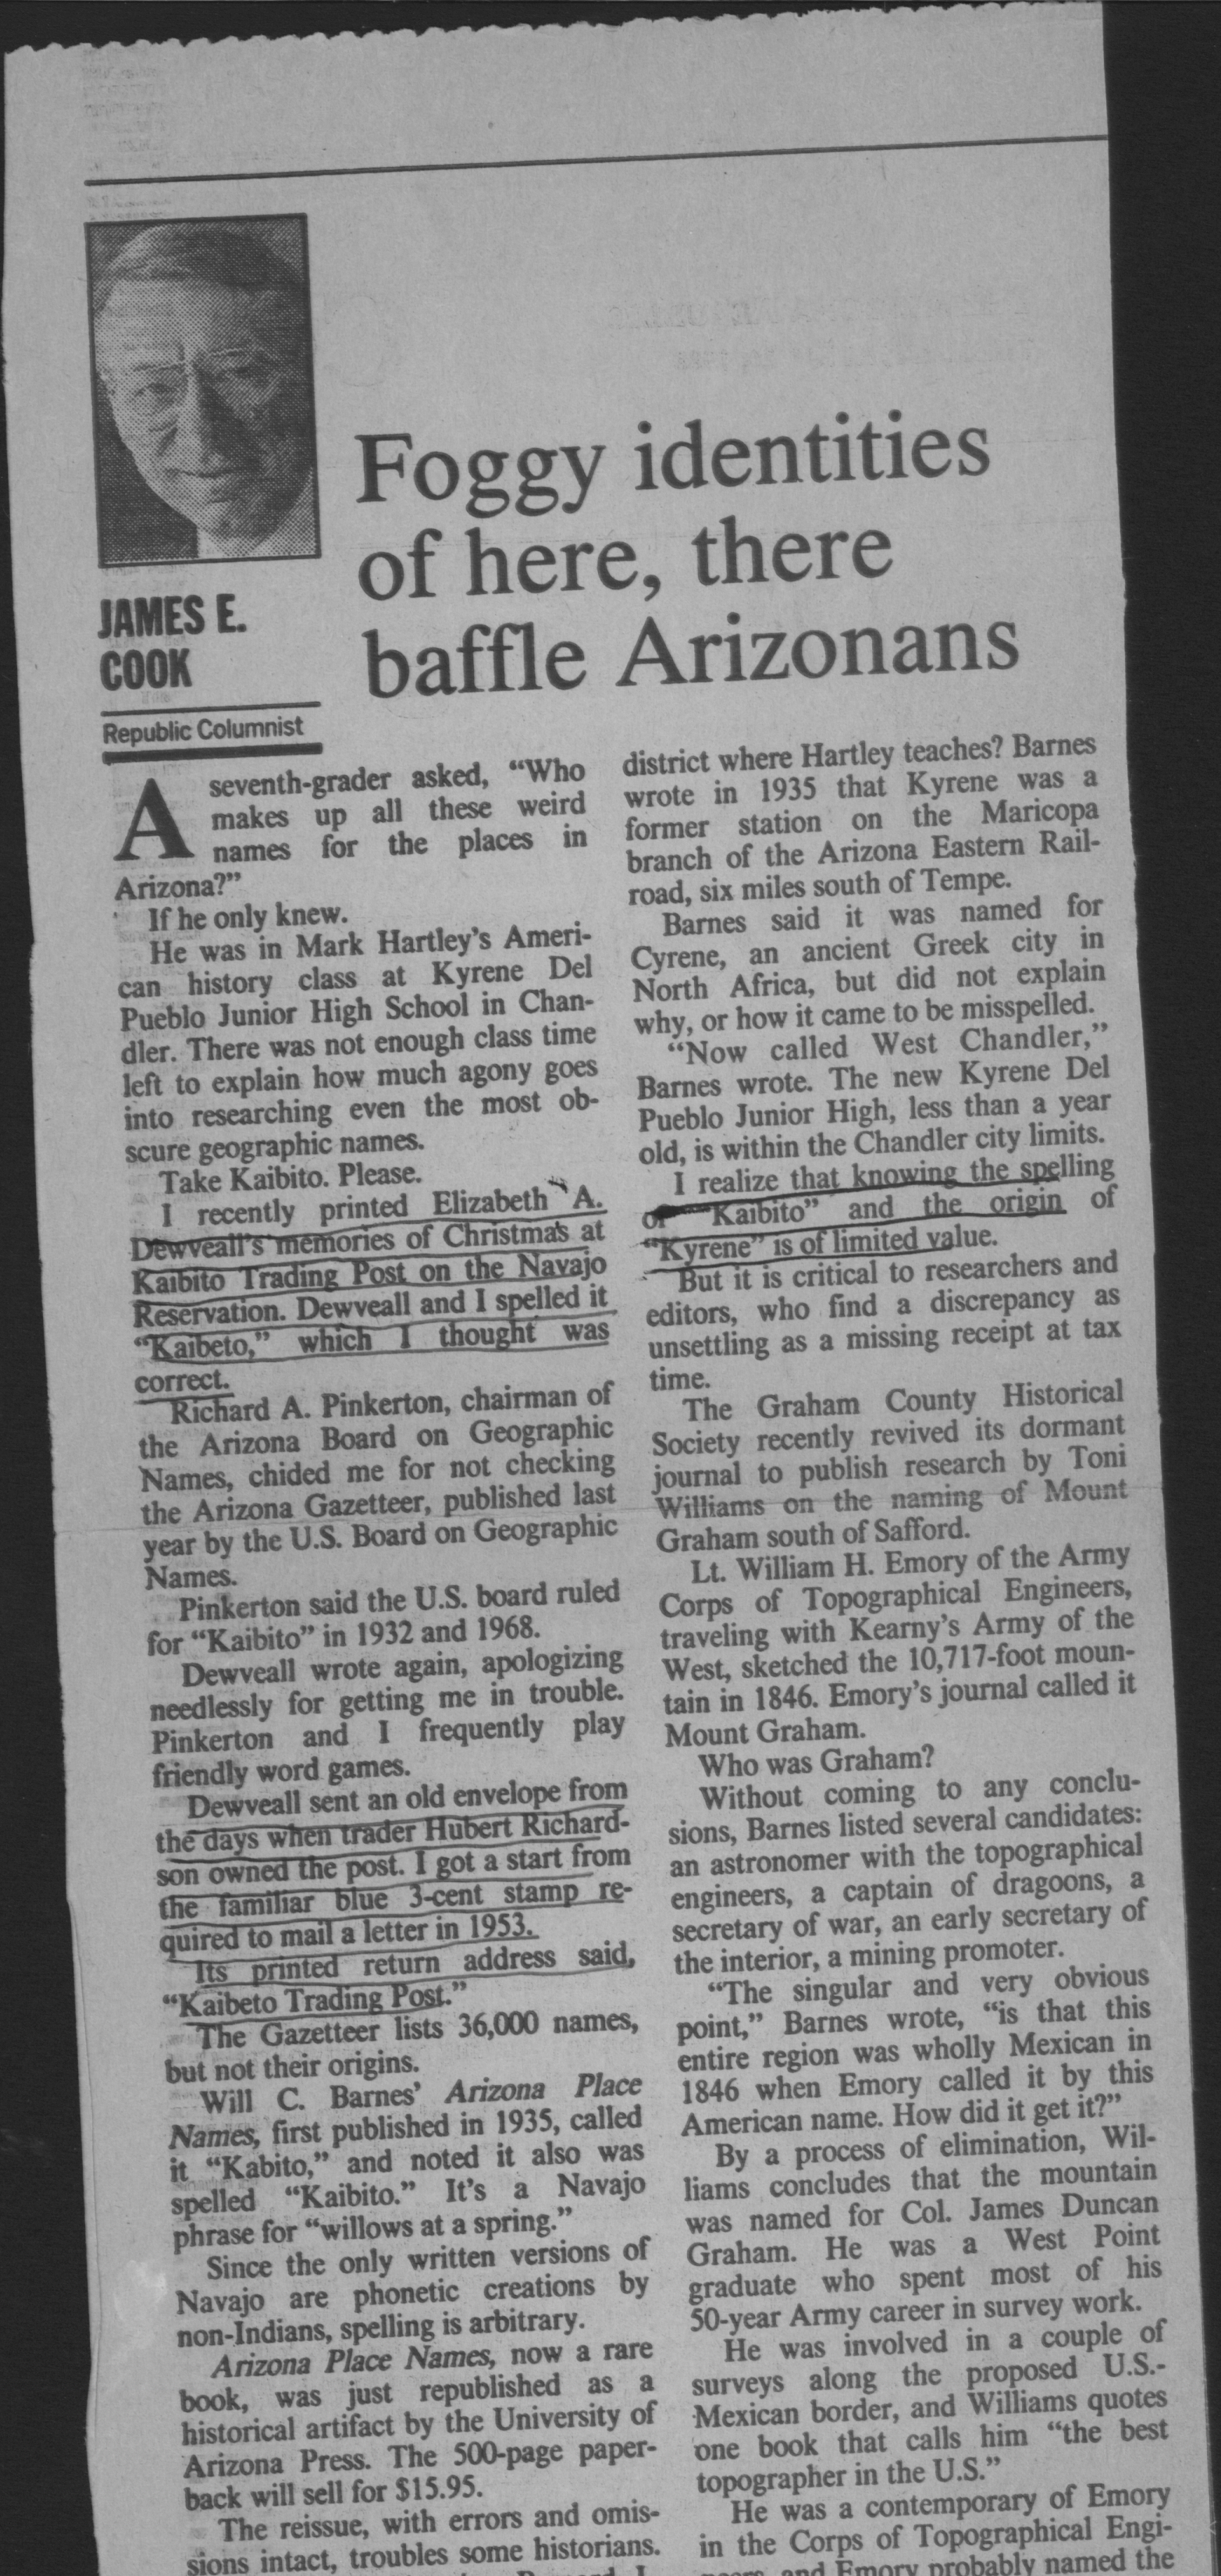 Foggy identities
of here, there
baffle Arizonans
JAMES E.
COOK
Republic Columnist
A seventh-grader asked, “Who
makes up all these weird
names for the places in
Arizona?”
If he only knew.
He was in Mark Hartley’s Ameri-
can history class at Kyrene Del
Pueblo Junior High School in Chan-
dler. There was not enough class time
left to explain how much agony goes
into researching even the most ob-
scure geographic names.
Take Kaibito. Please.
I recently printed Elizabeth A.
Dewveall’s memories of Christmas at
Kaibito Trading Post on the Navajo
Reservation. Dewveall and I spelled it
“Kaibeto,” which I thought was
correct.
Richard A. Pinkerton, chairman of
the Arizona Board on Geographic
Names, chided me for not checking
the Arizona Gazetteer, published last
year by the U.S. Board on Geographic
Names.
Pinkerton said the U.S. board ruled
for “Kaibito” in 1932 and 1968.
Dewveall wrote again, apologizing
needlessly for getting me in trouble.
Pinkerton and I frequently play
friendly word games.
Dewveall sent an old envelope from
the days when trader Hubert Richard-
son owned the post. I got a start from
the familiar blue 3-cent stamp re-
quired to mail a letter in 1953.
Its printed return address said,
“Kaibeto Trading Post.”
The Gazetteer lists 36,000 names,
but not their origins.
Will C. Barnes’ Arizona Place
Names, first published in 1935, called
it “Kabito,” and noted it also was
spelled “Kaibito.” It’s a Navajo
phrase for “willows at a spring.”
Since the only written versions of
Navajo are phonetic creations by
non-Indians, spelling is arbitrary.
Arizona Place Names, now a rare
book, was just republished as a
historical artifact by the University of
Arizona Press. The 500-page paper-
back will sell for $15.95.
The reissue, with errors and omis-
sions intact, troubles some historians.
district where Hartley teaches? Barnes
wrote in 1935 that Kyrene was a
former station on the Maricopa
branch of the Arizona Eastern Rail-
road, six miles south of Tempe.
Barnes said it was named for
Cyrene, an ancient Greek city in
North Africa, but did not explain
why, or how it came to be misspelled.
“Now called West Chandler,”
Barnes wrote. The new Kyrene Del
Pueblo Junior High, less than a year
old, is within the Chandler city limits.
I realize that knowing the spelling
of “Kaibito” and the origin of
“Kyrene” is of limited value.
But it is critical to researchers and
editors, who find a discrepancy as
unsettling as a missing receipt at tax
time.
The Graham County Historical
Society recently revived its dormant
journal to publish research by Toni
Williams on the naming of Mount
Graham south of Safford.
Lt. William H. Emory of the Army
Corps of Topographical Engineers,
traveling with Kearny’s Army of the
West, sketched the 10,717-foot moun-
tain in 1846. Emory’s journal called it
Mount Graham.
Who was Graham?
Without coming to any conclu-
sions, Barnes listed several candidates:
an astronomer with the topographical
engineers, a captain of dragoons, a
secretary of war, an early secretary of
the interior, a mining promoter.
“The singular and very obvious
point,” Barnes wrote, “is that this
entire region was wholly Mexican in
1846 when Emory called it by this
American name. How did it get it?”
By a process of elimination, Wil-
liams concludes that the mountain
was named for Col. James Duncan
Graham. He was a West Point
graduate who spent most of his
50-year Army career in survey work.
He was involved in a couple of
surveys along the proposed U.S.-
Mexican border, and Williams quotes
one book that calls him “the best
topographer in the U.S.”
He was a contemporary of Emory
in the Corps of Topographical Engi-
neers, and Emory probably named the